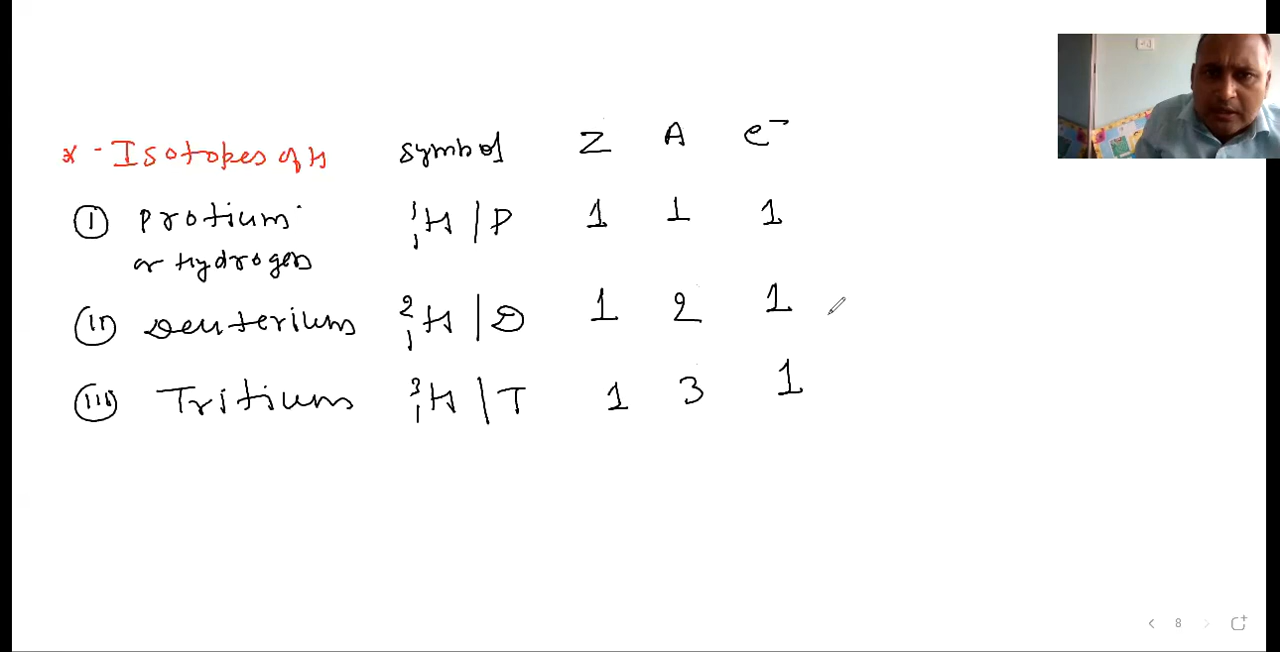 * - Isotopes of H symbol Z A e⁻
(i) Protium ¹₁H | P 1 1 1
or Hydrogen
(ii) Deuterium ²₁H | D 1 2 1
(iii) Tritium ³₁H | T 1 3 1
8